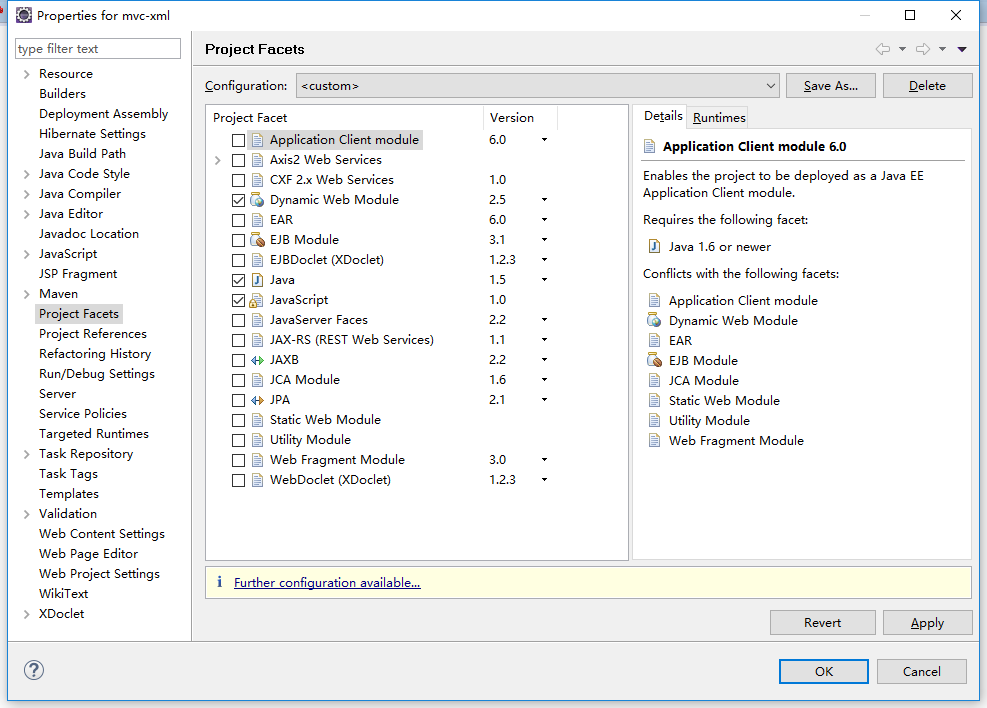 Properties for mvc-xml
type filter text
Resource
Builders
Deployment Assembly
Hibernate Settings
Java Build Path
Java Code Style
Java Compiler
Java Editor
Javadoc Location
JavaScript
JSP Fragment
Maven
Project Facets
Project References
Refactoring History
Run/Debug Settings
Server
Service Policies
Targeted Runtimes
Task Repository
Task Tags
Templates
Validation
Web Content Settings
Web Page Editor
Web Project Settings
WikiText
XDoclet
Project Facets
Configuration: <custom> Save As... Delete
Project Facet Version
Application Client module 6.0
Axis2 Web Services
CXF 2.x Web Services 1.0
Dynamic Web Module 2.5
EAR 6.0
EJB Module 3.1
EJBDoclet (XDoclet) 1.2.3
Java 1.5
JavaScript 1.0
JavaServer Faces 2.2
JAX-RS (REST Web Services) 1.1
JAXB 2.2
JCA Module 1.6
JPA 2.1
Static Web Module
Utility Module
Web Fragment Module 3.0
WebDoclet (XDoclet) 1.2.3
Details Runtimes
Application Client module 6.0
Enables the project to be deployed as a Java EE
Application Client module.
Requires the following facet:
Java 1.6 or newer
Conflicts with the following facets:
Application Client module
Dynamic Web Module
EAR
EJB Module
JCA Module
Static Web Module
Utility Module
Web Fragment Module
Further configuration available...
Revert Apply
OK Cancel